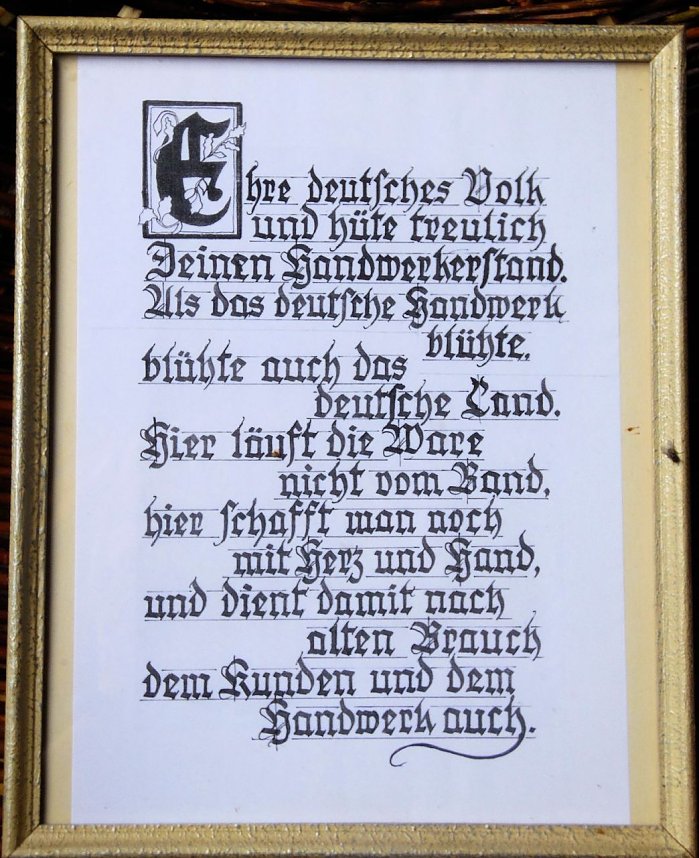 Ehre deutsches Volk
und hüte treulich
Deinen Handwerkerstand.
Als das deutsche Handwerk
blühte,
blühte auch das
deutsche Land.
Hier läuft die Ware
nicht vom Band,
hier schafft man noch
mit Herz und Hand,
und dient damit nach
alten Brauch
dem Kunden und dem
Handwerk auch.